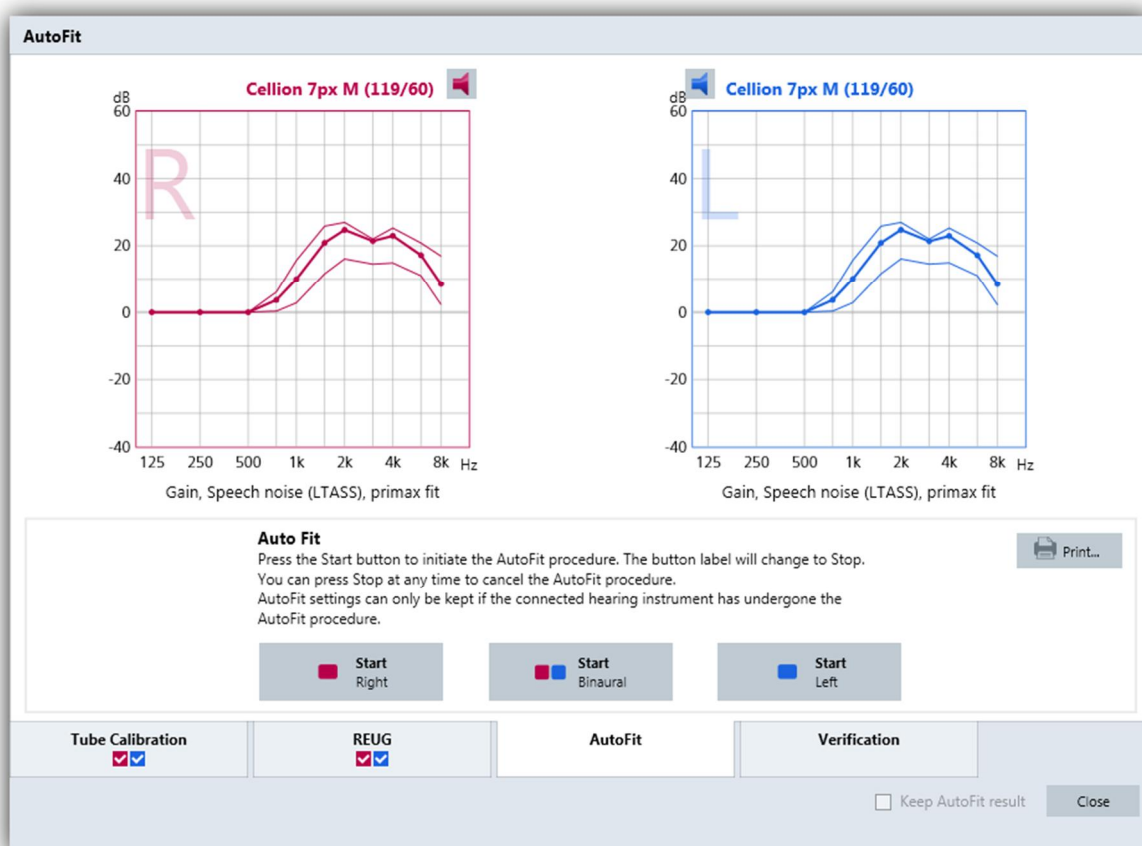 AutoFit
Cellion 7px M (119/60)
dB
60
40
20
0
-20
-40
R
125 250 500 1k 2k 4k 8k Hz
Gain, Speech noise (LTASS), primax fit
Cellion 7px M (119/60)
dB
60
40
20
0
-20
-40
L
125 250 500 1k 2k 4k 8k Hz
Gain, Speech noise (LTASS), primax fit
Auto Fit
Press the Start button to initiate the AutoFit procedure. The button label will change to Stop.
You can press Stop at any time to cancel the AutoFit procedure.
AutoFit settings can only be kept if the connected hearing instrument has undergone the
AutoFit procedure.
Print...
Start
Right
Start
Binaural
Start
Left
Tube Calibration
REUG
AutoFit
Verification
Keep AutoFit result
Close